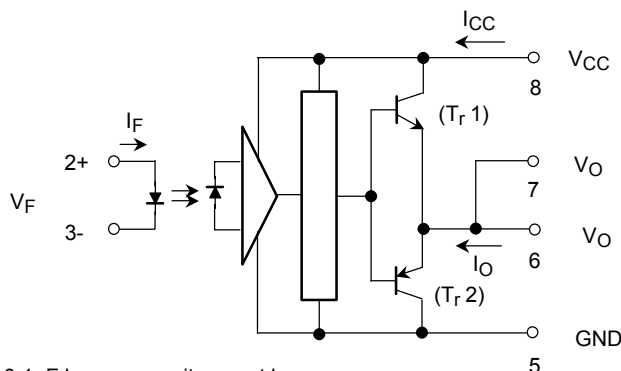 ICC
VCC
8
(Tr 1)
IF
2+
VO
7
VF
3-
VO
IO
6
(Tr 2)
GND
5